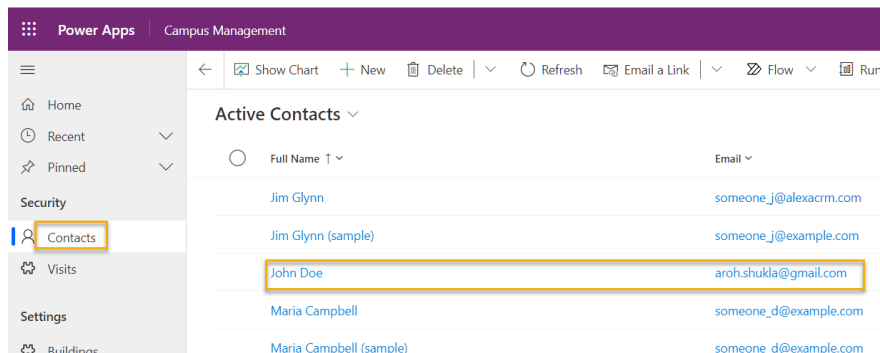 Power Apps Campus Management
Show Chart New Delete Refresh Email a Link Flow Run
Home
Recent
Pinned
Security
Contacts
Visits
Settings
Buildings
Active Contacts
Full Name Email
Jim Glynn someone_j@alexacrm.com
Jim Glynn (sample) someone_j@example.com
John Doe aroh.shukla@gmail.com
Maria Campbell someone_d@example.com
Maria Campbell (sample) someone_d@example.com